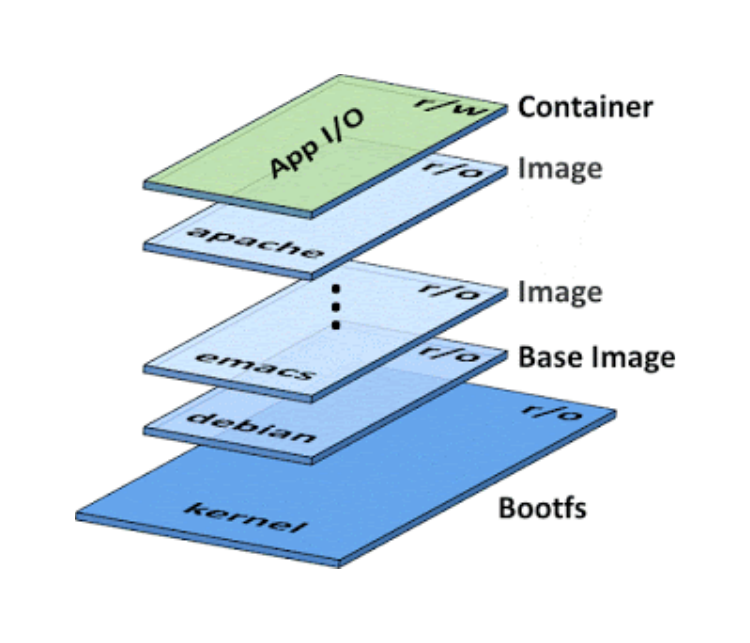 r/w
Container
App I/O
r/o
Image
apache
r/o
Image
emacs
r/o
Base Image
debian
r/o
kernel
Bootfs